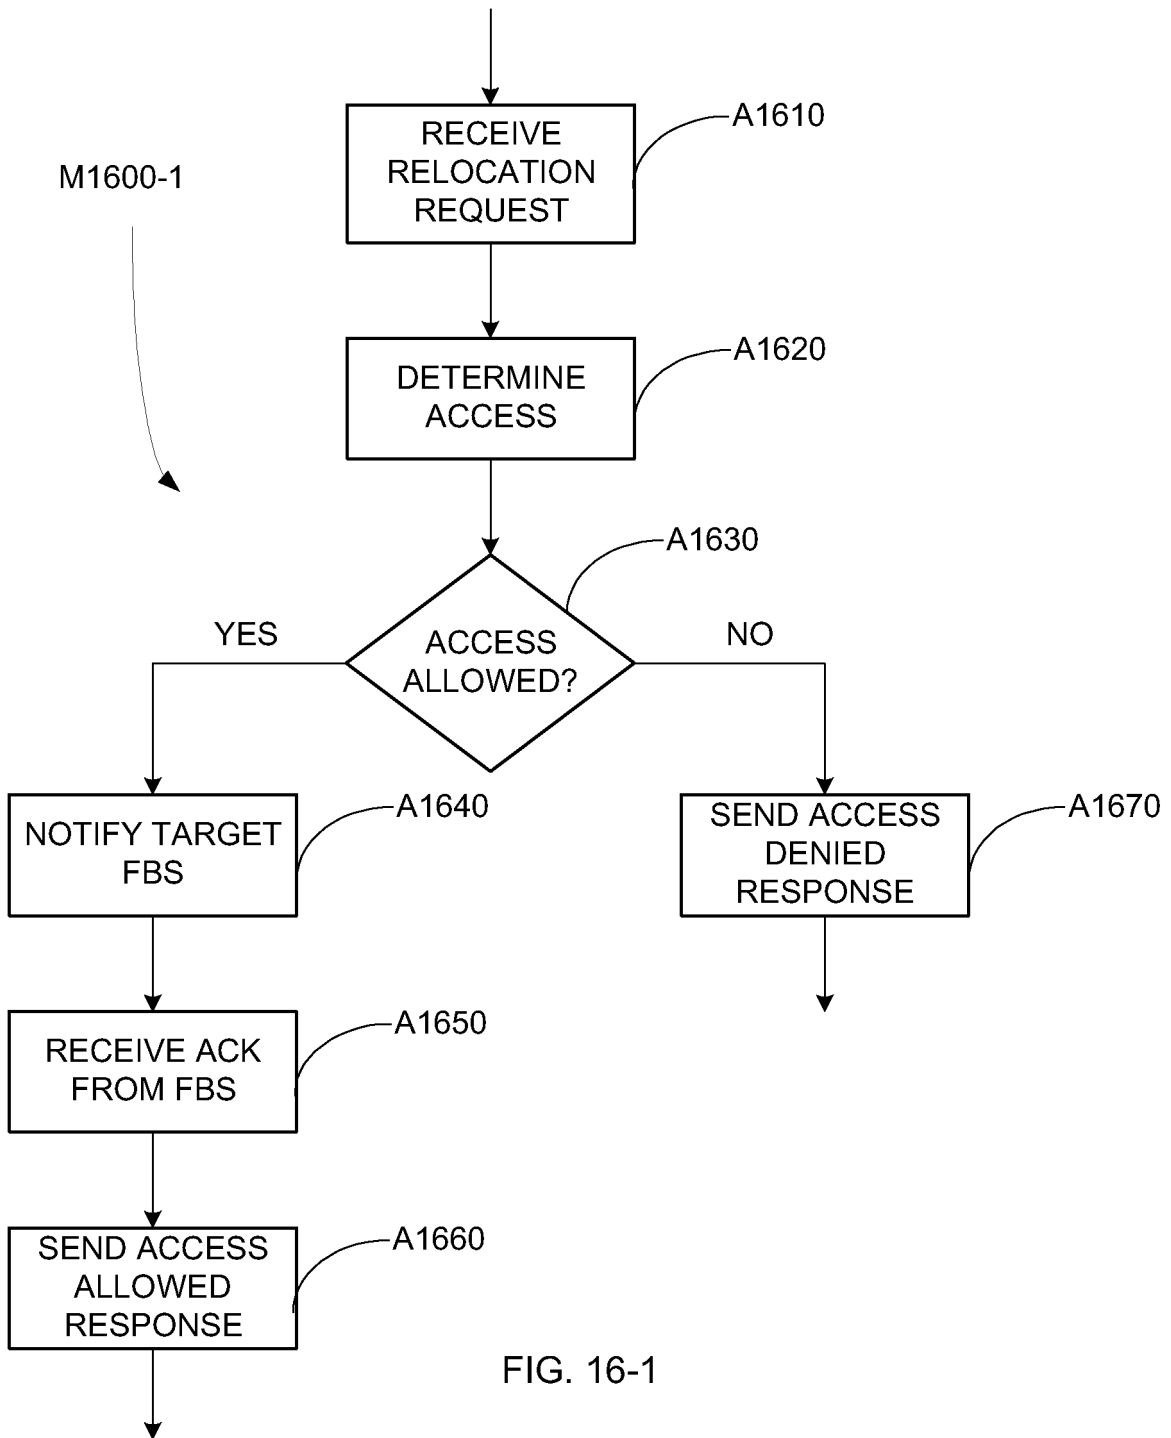 RECEIVE
RELOCATION
REQUEST
A1610
M1600-1
DETERMINE
ACCESS
A1620
ACCESS
ALLOWED?
A1630
YES
NO
NOTIFY TARGET
FBS
A1640
SEND ACCESS
DENIED
RESPONSE
A1670
RECEIVE ACK
FROM FBS
A1650
SEND ACCESS
ALLOWED
RESPONSE
A1660
FIG. 16-1